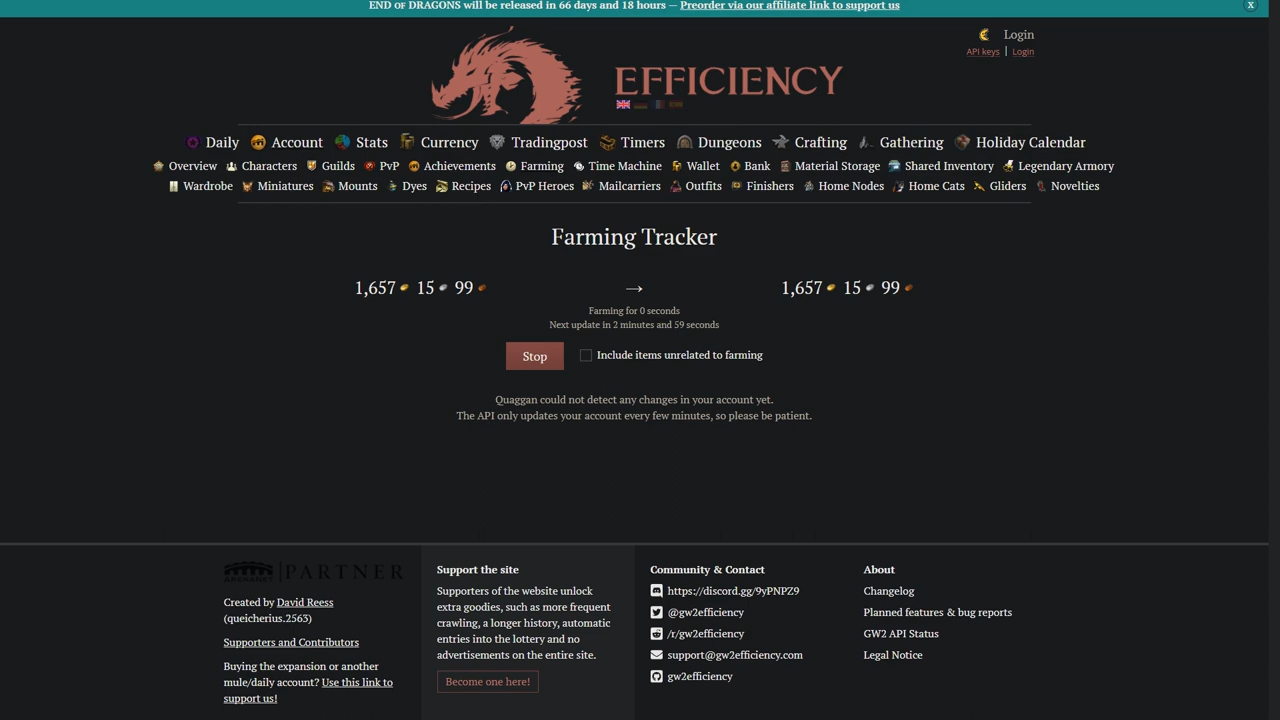 END OF DRAGONS will be released in 66 days and 18 hours — Preorder via our affiliate link to support us
x
Login
API keys | Login
EFFICIENCY
Daily Account Stats Currency Tradingpost Timers Dungeons Crafting Gathering Holiday Calendar
Overview Characters Guilds PvP Achievements Farming Time Machine Wallet Bank Material Storage Shared Inventory Legendary Armory
Wardrobe Miniatures Mounts Dyes Recipes PvP Heroes Mailcarriers Outfits Finishers Home Nodes Home Cats Gliders Novelties
Farming Tracker
1,657 15 99 → 1,657 15 99
Farming for 0 seconds
Next update in 2 minutes and 59 seconds
Stop Include items unrelated to farming
Quaggan could not detect any changes in your account yet.
The API only updates your account every few minutes, so please be patient.
ARENANET | PARTNER
Created by David Reess
(queicherius.2563)
Supporters and Contributors
Buying the expansion or another
mule/daily account? Use this link to
support us!
Support the site
Supporters of the website unlock
extra goodies, such as more frequent
crawling, a longer history, automatic
entries into the lottery and no
advertisements on the entire site.
Become one here!
Community & Contact
https://discord.gg/9yPNPZ9
@gw2efficiency
/r/gw2efficiency
support@gw2efficiency.com
gw2efficiency
About
Changelog
Planned features & bug reports
GW2 API Status
Legal Notice